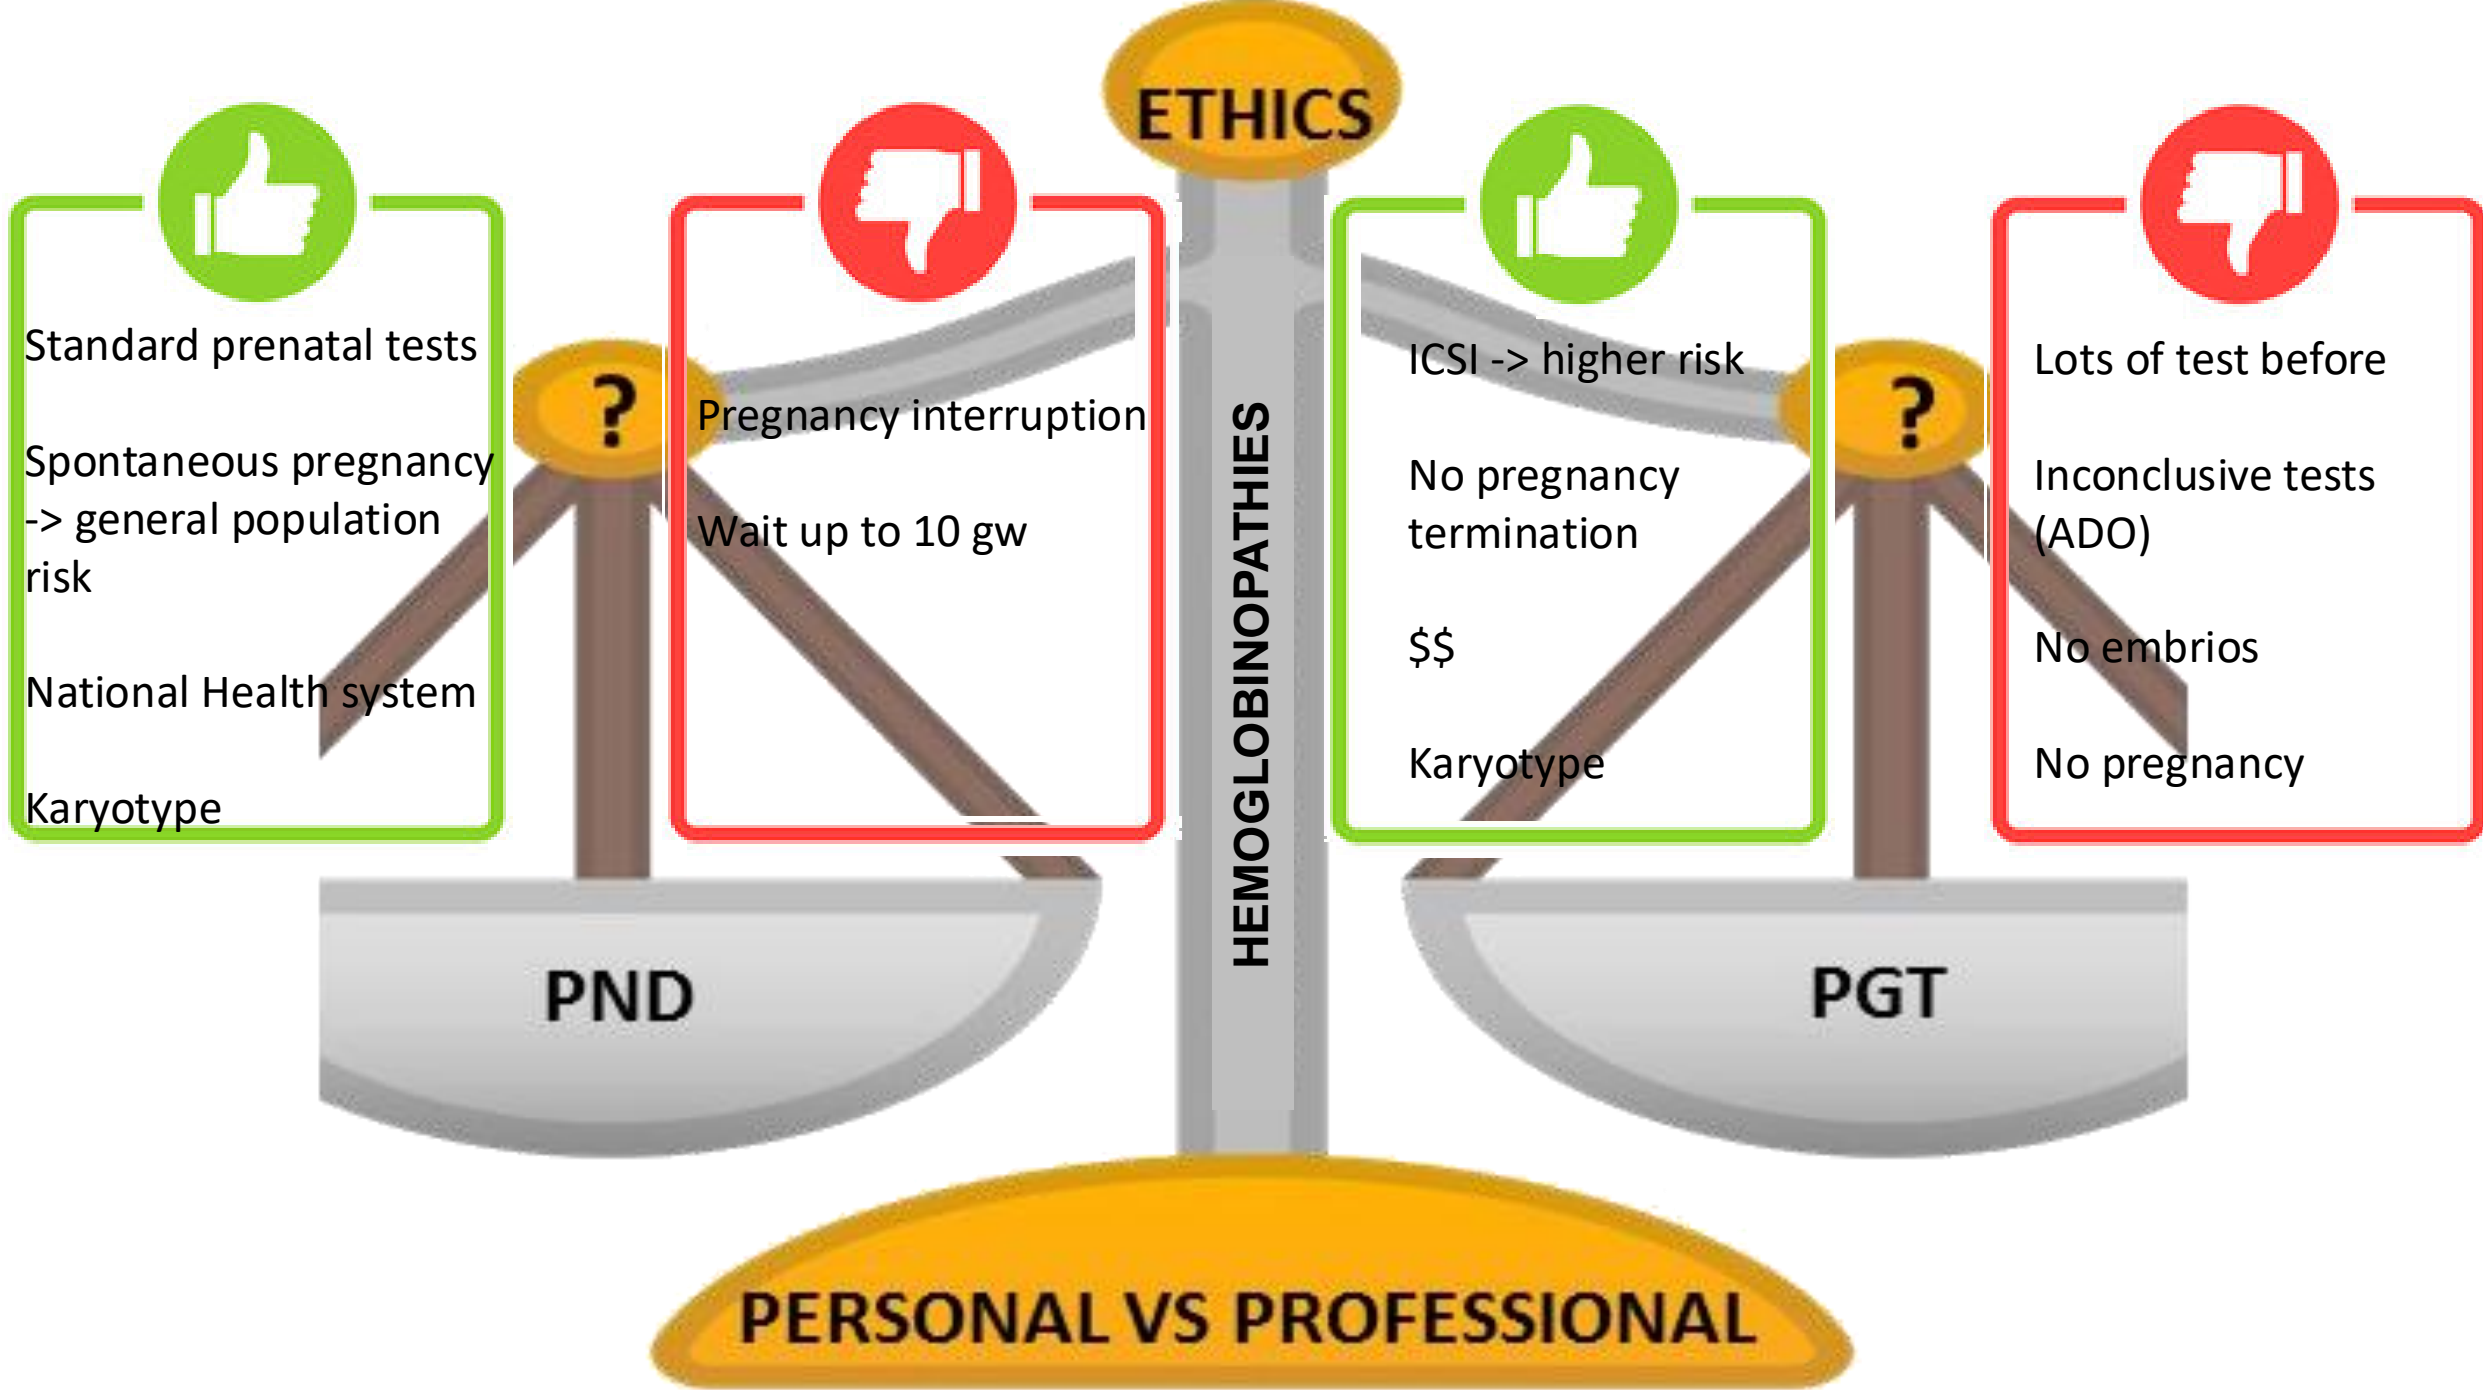 ETHICS
Standard prenatal tests
Spontaneous pregnancy
-> general population
risk
National Health system
Karyotype
?
Pregnancy interruption
Wait up to 10 gw
HEMOGLOBINOPATHIES
ICSI -> higher risk
No pregnancy
termination
$$
Karyotype
?
Lots of test before
Inconclusive tests
(ADO)
No embrios
No pregnancy
PND
PGT
PERSONAL VS PROFESSIONAL